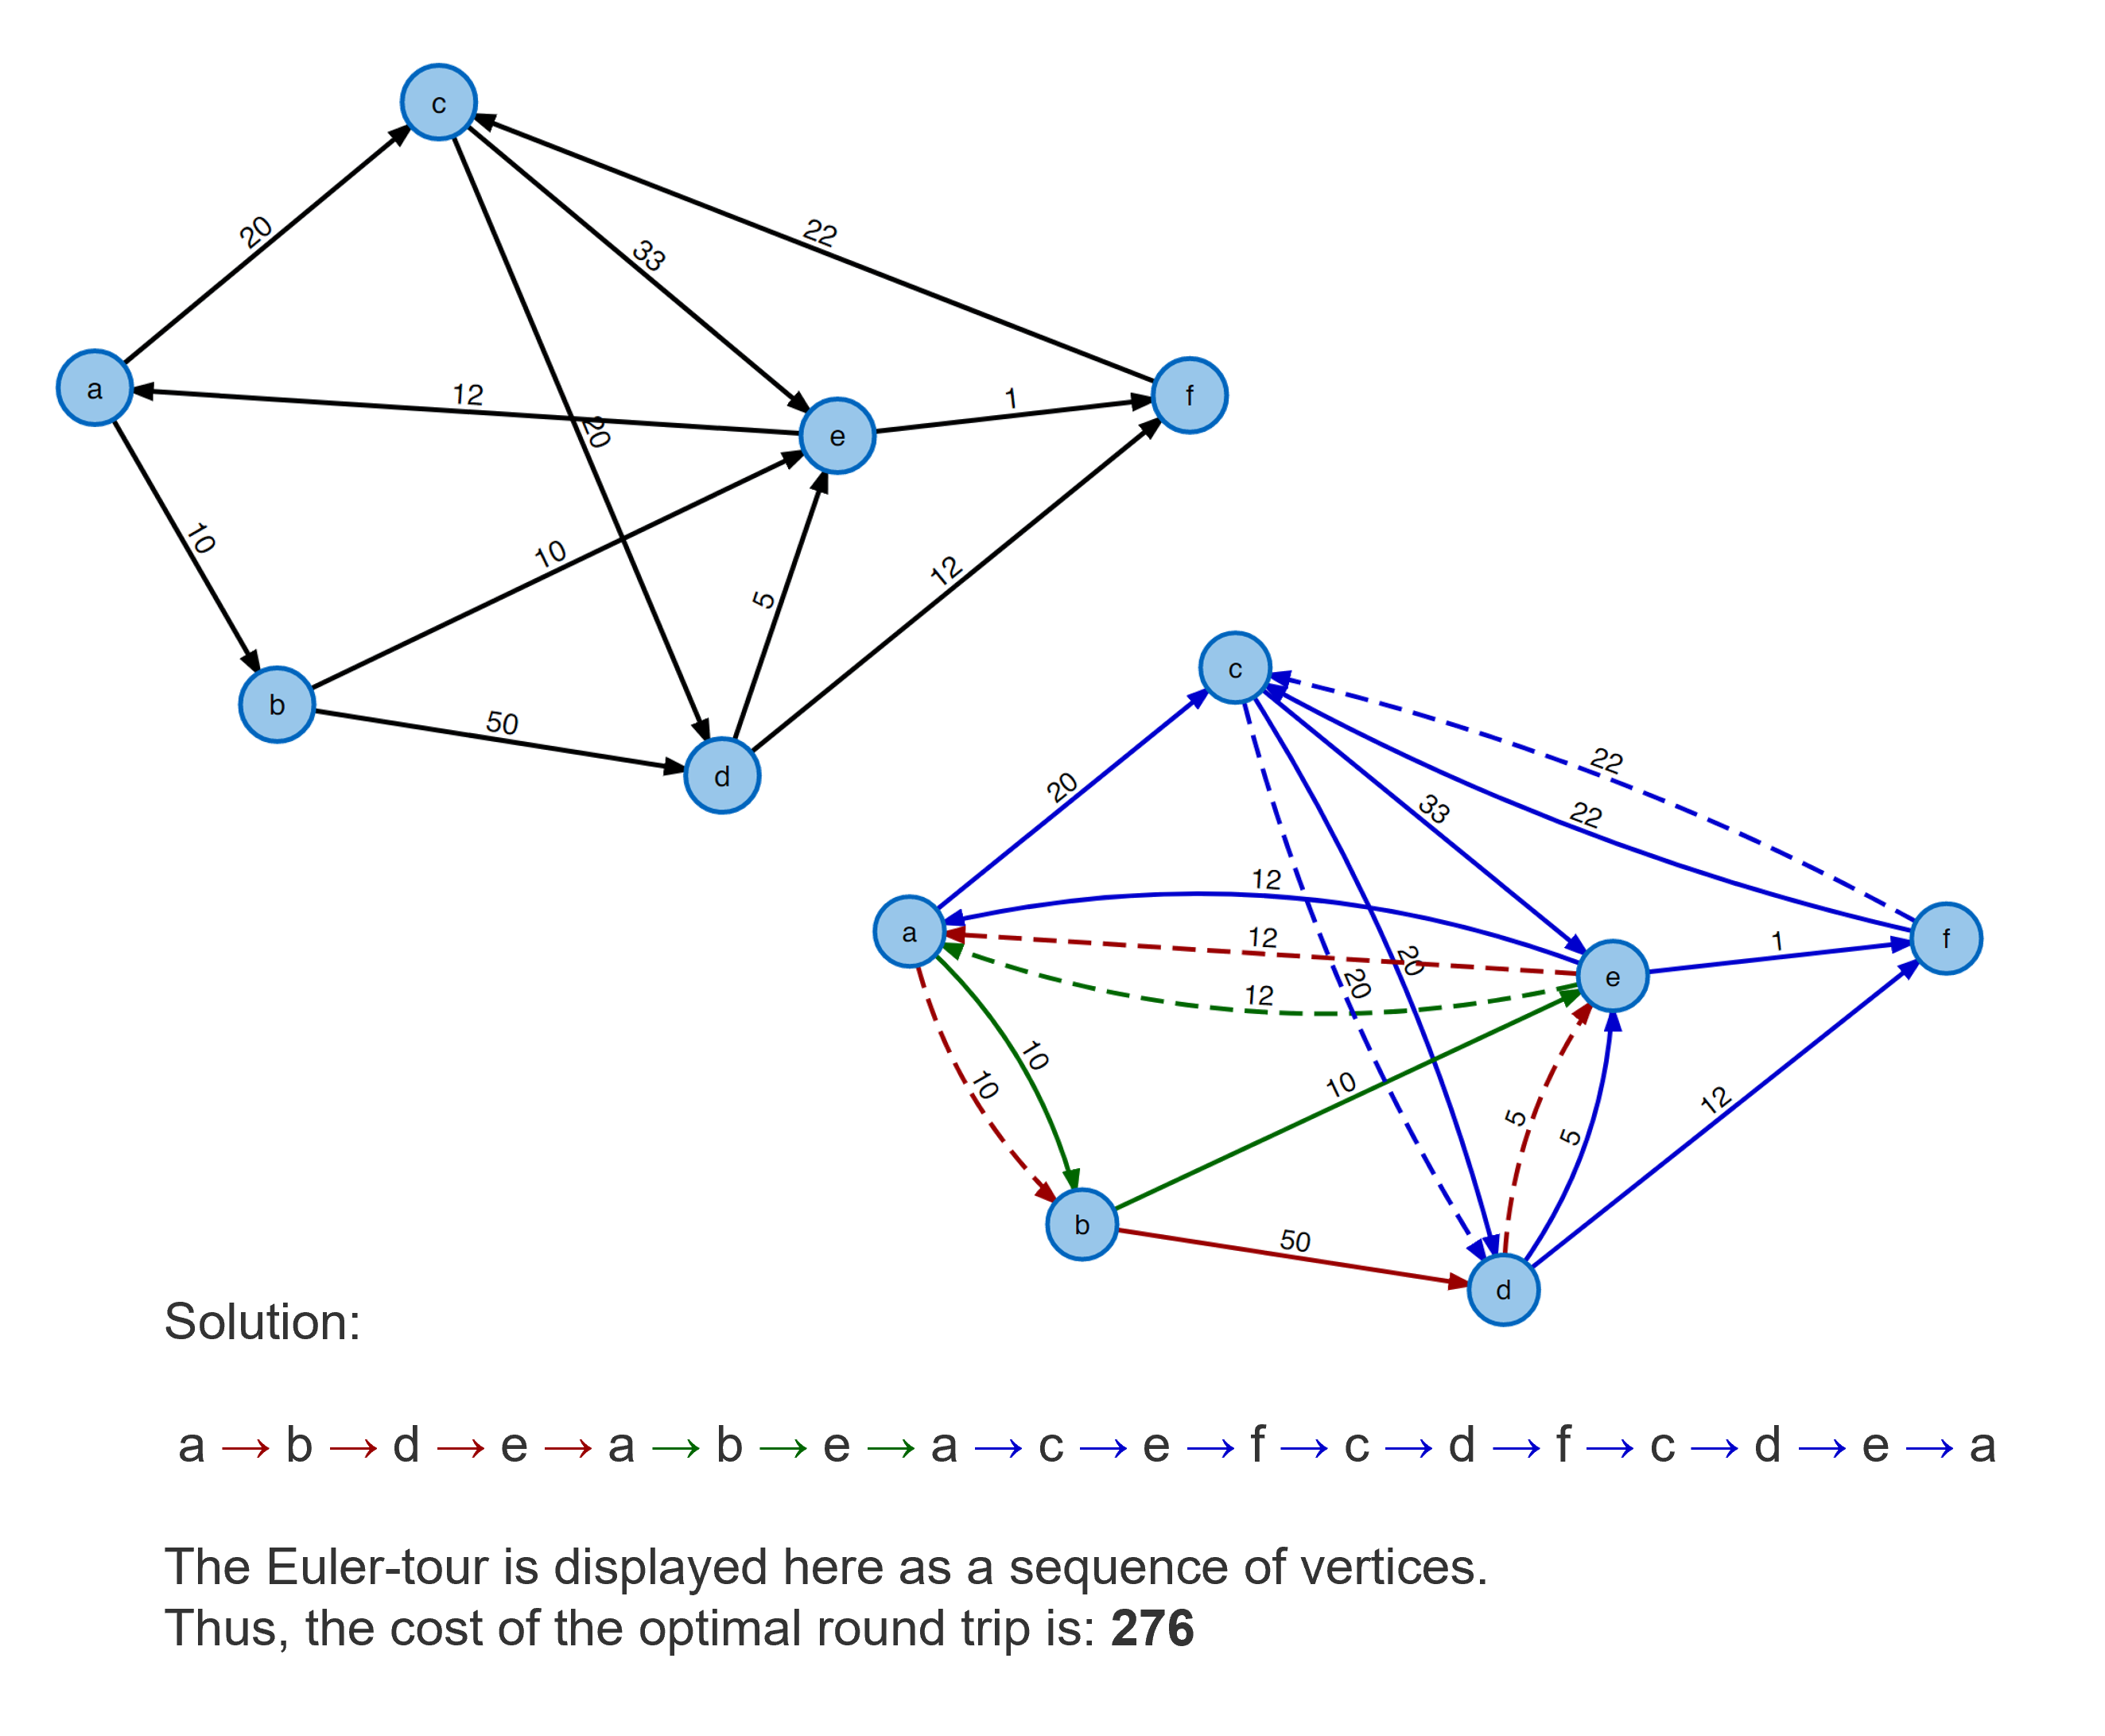 c
20
33
22
a
12
20
e
1
f
10
10
5
12
b
50
d
c
22
20
33
22
12
a
12
20
20
12
e
1
f
10
10
10
5
5
12
b
50
d
Solution:
a → b → d → e → a → b → e → a → c → e → f → c → d → f → c → d → e → a
The Euler-tour is displayed here as a sequence of vertices.
Thus, the cost of the optimal round trip is: 276